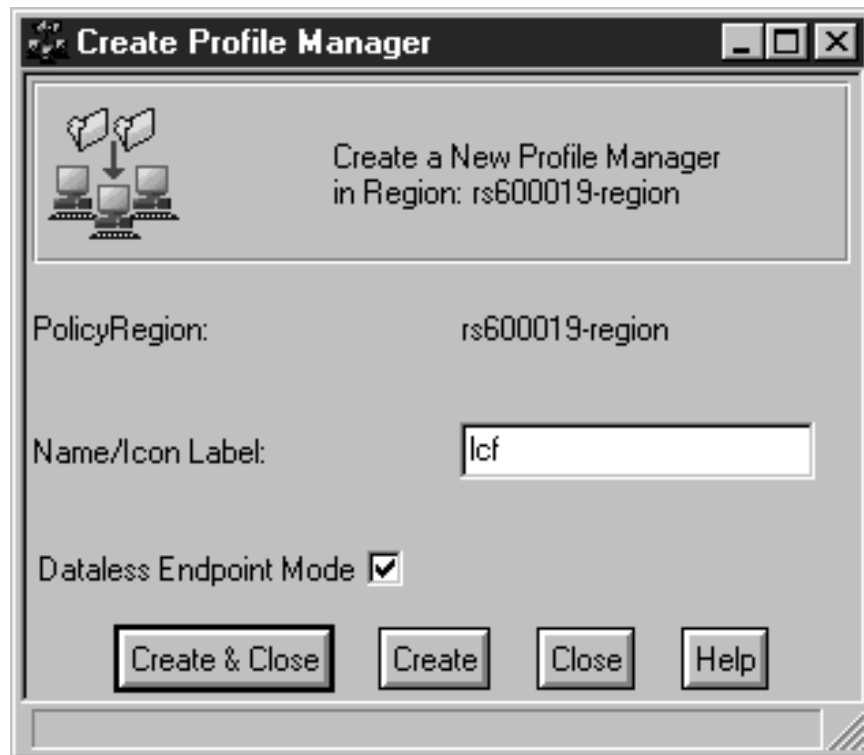 Create Profile Manager
Create a New Profile Manager
in Region: rs600019-region
PolicyRegion: rs600019-region
Name/Icon Label: lcf
Dataless Endpoint Mode
Create & Close Create Close Help